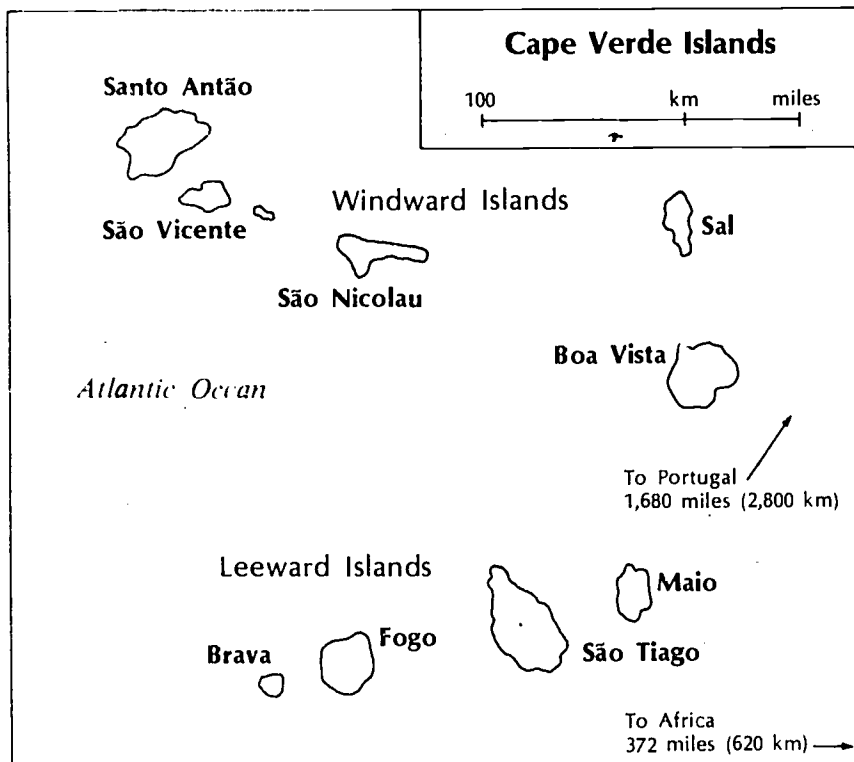 Cape Verde Islands
100 km miles
Santo Antão
Windward Islands
São Vicente
Sal
São Nicolau
Boa Vista
Atlantic Ocean
To Portugal
1,680 miles (2,800 km)
Leeward Islands
Maio
Fogo
Brava
São Tiago
To Africa
372 miles (620 km)